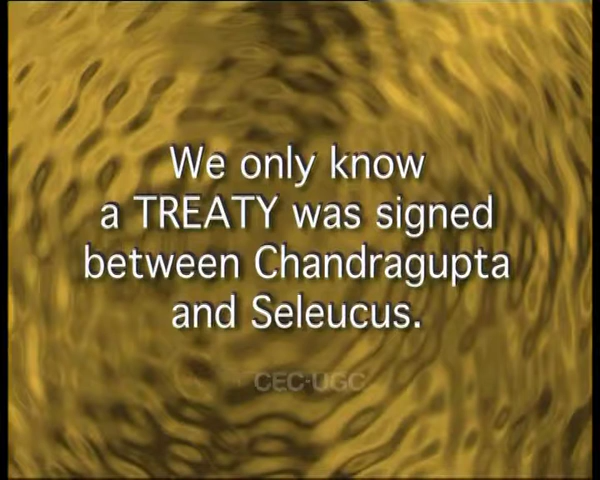 We only know
a TREATY was signed
between Chandragupta
and Seleucus.
CEC-UGC